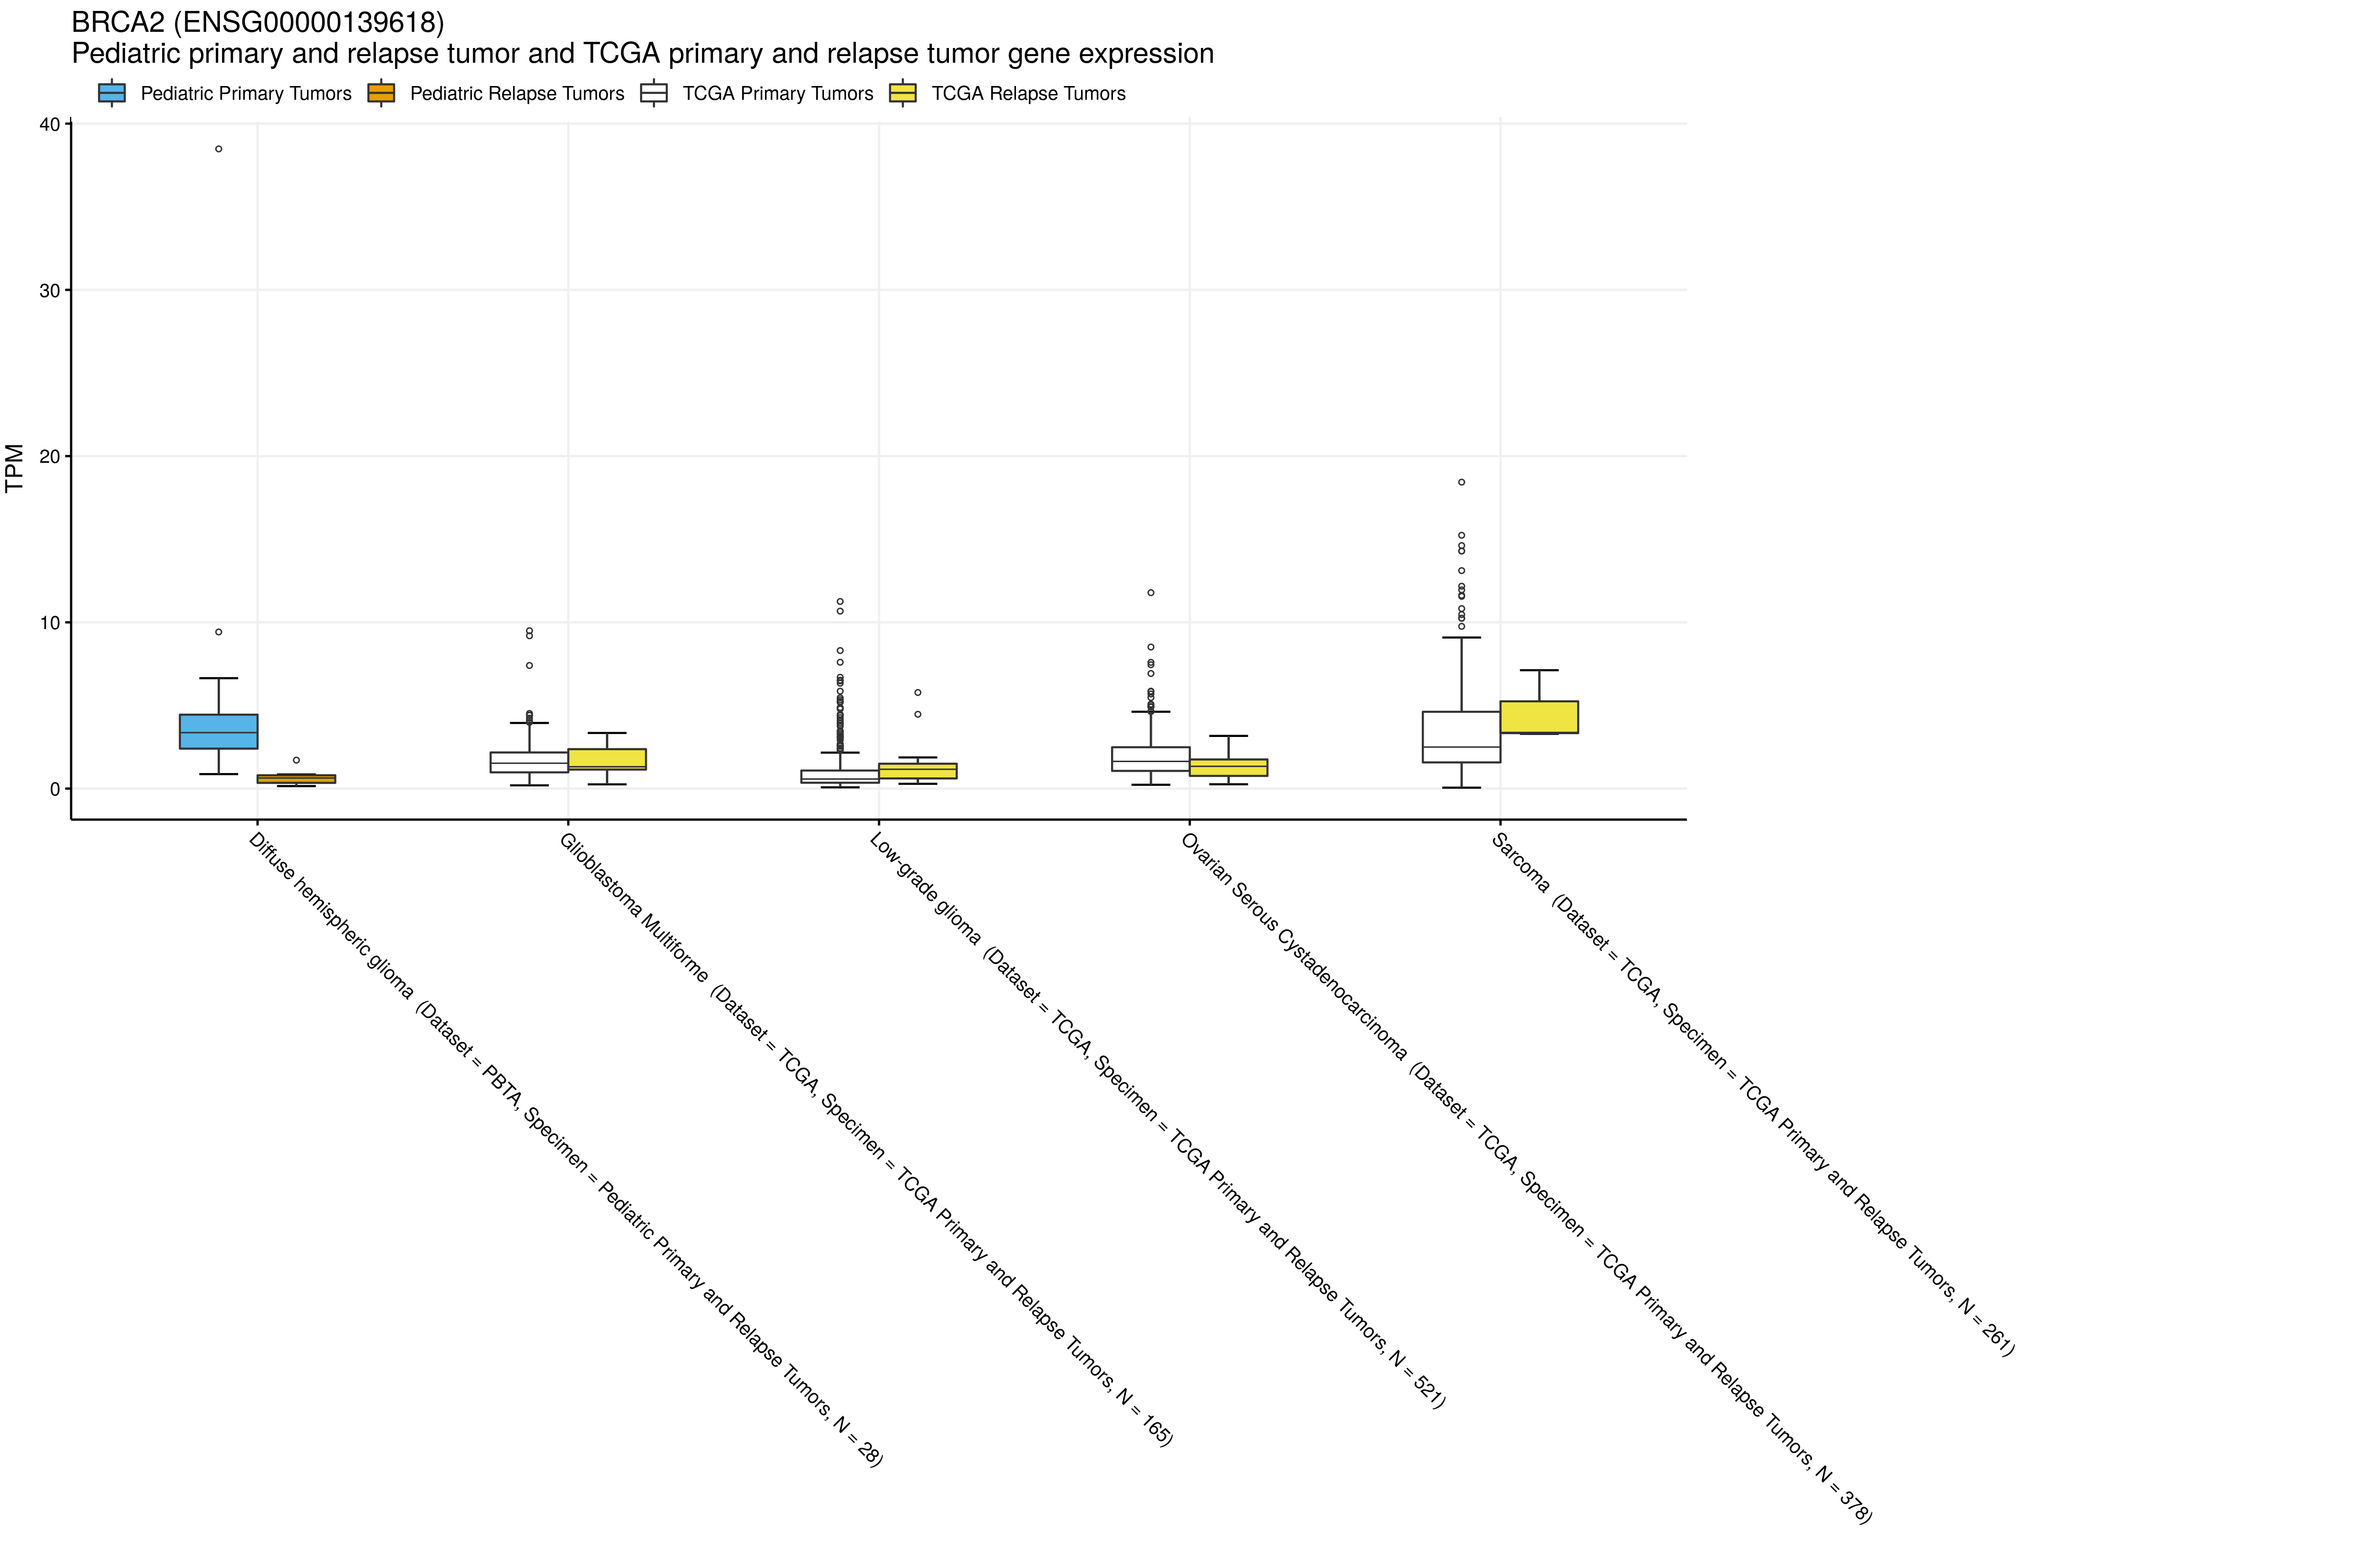 BRCA2 (ENSG00000139618)
Pediatric primary and relapse tumor and TCGA primary and relapse tumor gene expression
Pediatric Primary Tumors Pediatric Relapse Tumors TCGA Primary Tumors TCGA Relapse Tumors
TPM
40
30
20
10
0
Diffuse hemispheric glioma (Dataset = PBTA, Specimen = Pediatric Primary and Relapse Tumors, N = 28)
Glioblastoma Multiforme (Dataset = TCGA, Specimen = TCGA Primary and Relapse Tumors, N = 165)
Low-grade glioma (Dataset = TCGA, Specimen = TCGA Primary and Relapse Tumors, N = 521)
Ovarian Serous Cystadenocarcinoma (Dataset = TCGA, Specimen = TCGA Primary and Relapse Tumors, N = 378)
Sarcoma (Dataset = TCGA, Specimen = TCGA Primary and Relapse Tumors, N = 261)